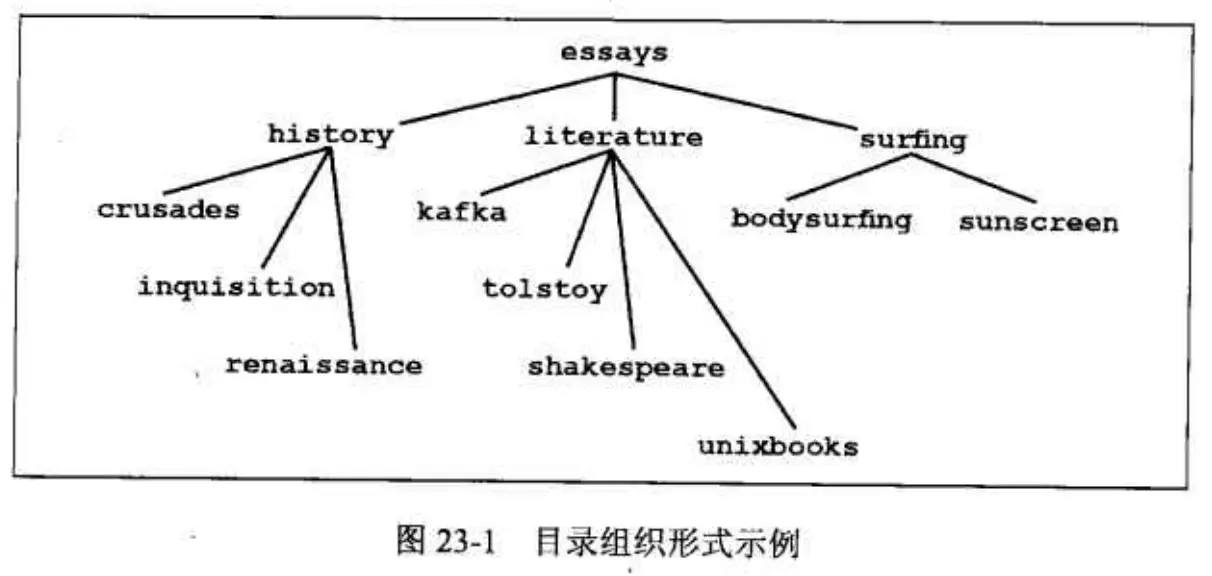 essays
history literature surfing
crusades kafka bodysurfing sunscreen
inquisition tolstoy
renaissance shakespeare
unixbooks
图 23-1 目录组织形式示例